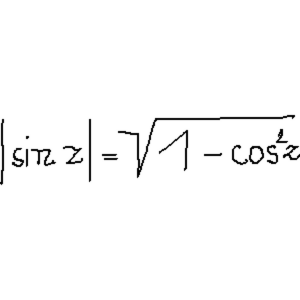 |sin z| = √(1 − cos²z)